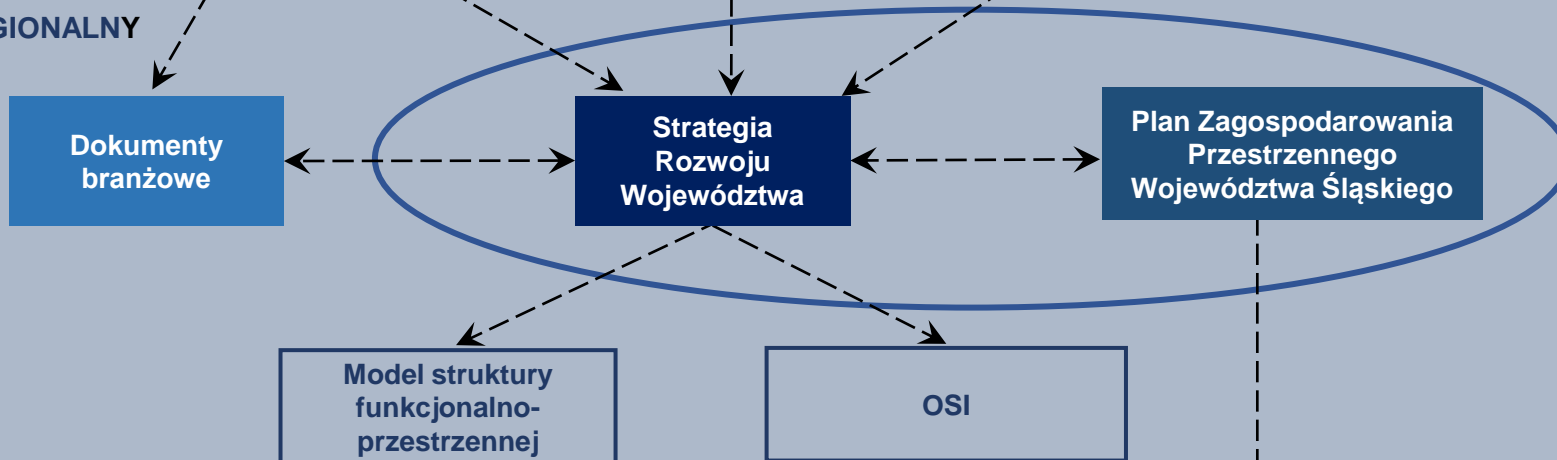 GIONALNY
Dokumenty
branżowe
Strategia
Rozwoju
Województwa
Plan Zagospodarowania
Przestrzennego
Województwa Śląskiego
Model struktury
funkcjonalno-
przestrzennej
OSI